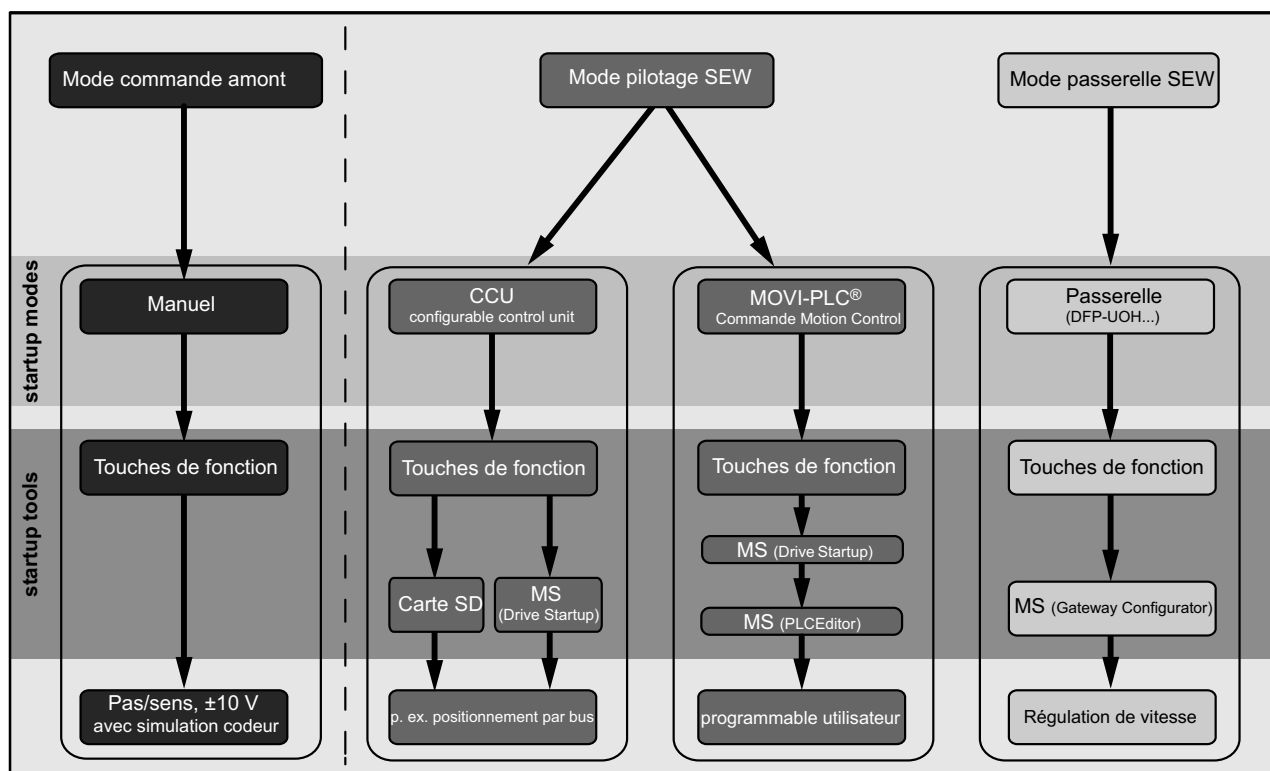 Mode commande amont
Mode pilotage SEW
Mode passerelle SEW
startup modes
Manuel
CCU
configurable control unit
MOVI-PLC®
Commande Motion Control
Passerelle
(DFP-UOH...)
startup tools
Touches de fonction
Touches de fonction
Touches de fonction
Touches de fonction
Carte SD
MS
(Drive Startup)
MS (Drive Startup)
MS (PLCEditor)
MS (Gateway Configurator)
Pas/sens, ±10 V
avec simulation codeur
p. ex. positionnement par bus
programmable utilisateur
Régulation de vitesse